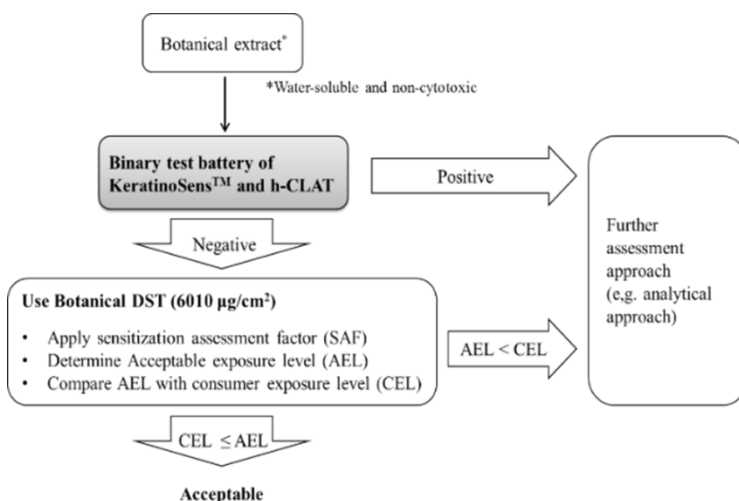 Botanical extract*
*Water-soluble and non-cytotoxic
Binary test battery of
KeratinoSens™ and h-CLAT
Positive
Negative
Further
assessment
approach
(e,g. analytical
approach)
Use Botanical DST (6010 µg/cm²)
• Apply sensitization assessment factor (SAF)
• Determine Acceptable exposure level (AEL)
• Compare AEL with consumer exposure level (CEL)
AEL < CEL
CEL ≤ AEL
Acceptable